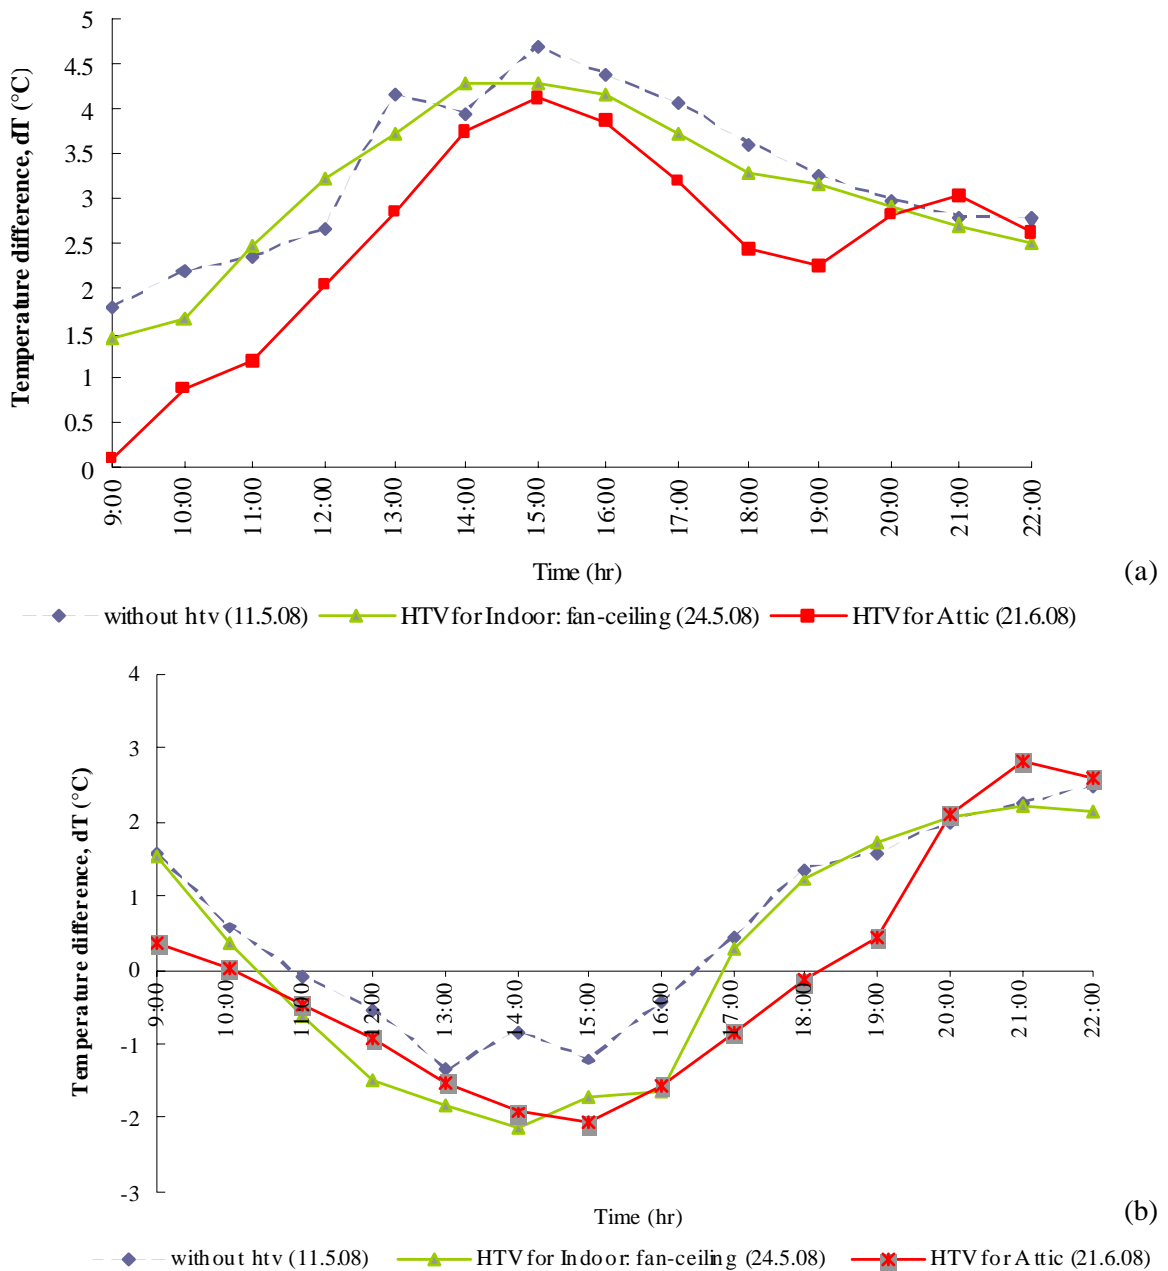 5
4.5
4
3.5
3
2.5
2
1.5
1
0.5
0
Temperature difference, dT (°C)
9:00 10:00 11:00 12:00 13:00 14:00 15:00 16:00 17:00 18:00 19:00 20:00 21:00 22:00
Time (hr)
(a)
without htv (11.5.08) HTV for Indoor: fan-ceiling (24.5.08) HTV for Attic (21.6.08)
4
3
2
1
0
-1
-2
-3
Temperature difference, dT (°C)
9:00 10:00 11:00 12:00 13:00 14:00 15:00 16:00 17:00 18:00 19:00 20:00 21:00 22:00
Time (hr)
(b)
without htv (11.5.08) HTV for Indoor: fan-ceiling (24.5.08) HTV for Attic (21.6.08)